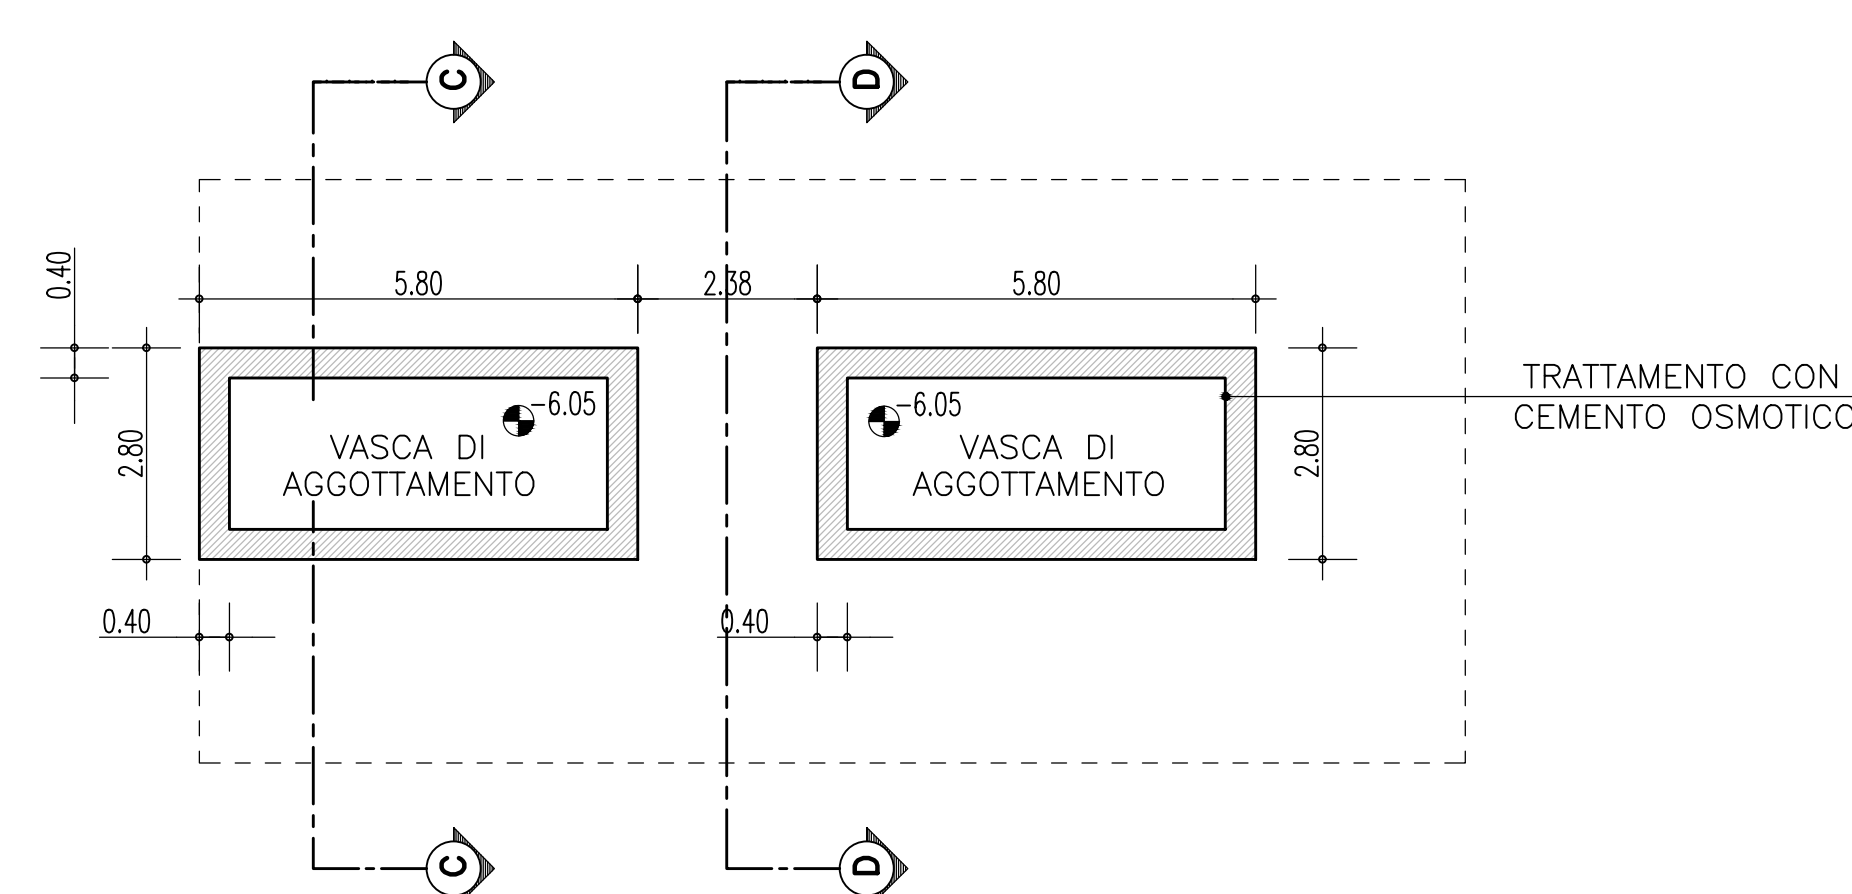 C
D
0.40
5.80
2.38
5.80
2.80
-6.05
VASCA DI
AGGOTTAMENTO
-6.05
VASCA DI
AGGOTTAMENTO
2.80
TRATTAMENTO CON
CEMENTO OSMOTICO
0.40
0.40
C
D